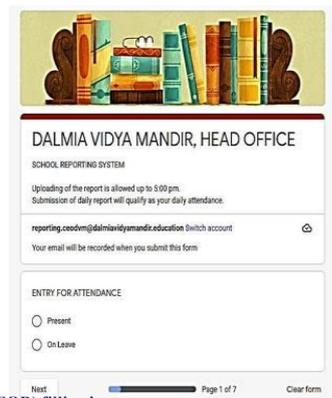 DALMIA VIDYA MANDIR, HEAD OFFICE
SCHOOL REPORTING SYSTEM
Uploading of the report is allowed up to 5:00 pm.
Submission of daily report will qualify as your daily attendance.
reporting.ceodvm@dalmiavidyamandir.education Switch account
Your email will be recorded when you submit this form
ENTRY FOR ATTENDANCE
Present
On Leave
Next Page 1 of 7 Clear form